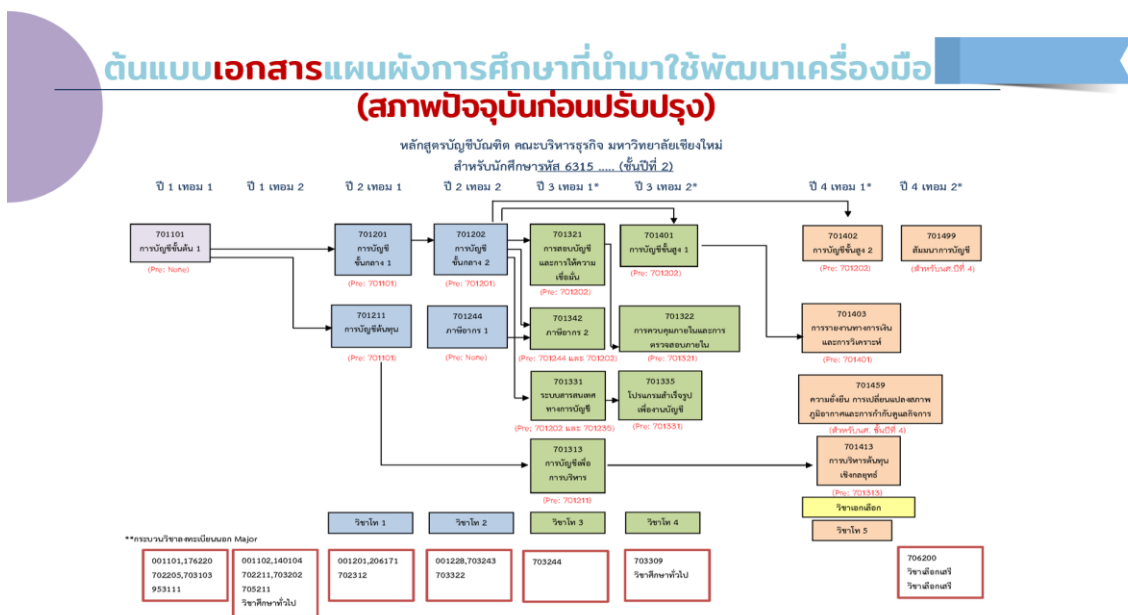 ต้นแบบเอกสารแผนผังการศึกษาที่นำมาใช้พัฒนาเครื่องมือ
(สภาพปัจจุบันก่อนปรับปรุง)
หลักสูตรบัญชีบัณฑิต คณะบริหารธุรกิจ มหาวิทยาลัยเชียงใหม่
สำหรับนักศึกษารหัส 6315 ..... (ชั้นปีที่ 2)
ปี 1 เทอม 1
ปี 1 เทอม 2
ปี 2 เทอม 1
ปี 2 เทอม 2
ปี 3 เทอม 1*
ปี 3 เทอม 2*
ปี 4 เทอม 1*
ปี 4 เทอม 2*
701101
การบัญชีขั้นต้น 1
(Pre: None)
701201
การบัญชี
ขั้นกลาง 1
(Pre: 701101)
701202
การบัญชี
ขั้นกลาง 2
(Pre: 701201)
701321
การสอบบัญชี
และการให้ความ
เชื่อมั่น
(Pre: 701202)
701401
การบัญชีขั้นสูง 1
(Pre: 701202)
701402
การบัญชีขั้นสูง 2
(Pre: 701202)
701499
สัมมนาการบัญชี
(สำหรับนศ.ปีที่ 4)
701211
การบัญชีต้นทุน
(Pre: 701101)
701244
ภาษีอากร 1
(Pre: None)
701342
ภาษีอากร 2
(Pre: 701244 และ 701202)
701322
การควบคุมภายในและการ
ตรวจสอบภายใน
(Pre: 701321)
701403
การรายงานทางการเงิน
และการวิเคราะห์
(Pre: 701401)
701331
ระบบสารสนเทศ
ทางการบัญชี
(Pre: 701202 และ 701235)
701335
โปรแกรมสำเร็จรูป
เพื่องานบัญชี
(Pre: 701331)
701459
ความยั่งยืน การเปลี่ยนแปลงสภาพ
ภูมิอากาศและการกำกับดูแลกิจการ
(สำหรับนศ. ชั้นปีที่ 4)
701313
การบัญชีเพื่อ
การบริหาร
(Pre: 701211)
701413
การบริหารต้นทุน
เชิงกลยุทธ์
(Pre: 701313)
วิชาเอกเลือก
วิชาโท 1
วิชาโท 2
วิชาโท 3
วิชาโท 4
วิชาโท 5
**กระบวนวิชาลงทะเบียนนอก Major
001101,176220
702205,703103
953111
001102,140104
702211,703202
705211
วิชาศึกษาทั่วไป
001201,206171
702312
001228,703243
703322
703244
703309
วิชาศึกษาทั่วไป
706200
วิชาเลือกเสรี
วิชาเลือกเสรี